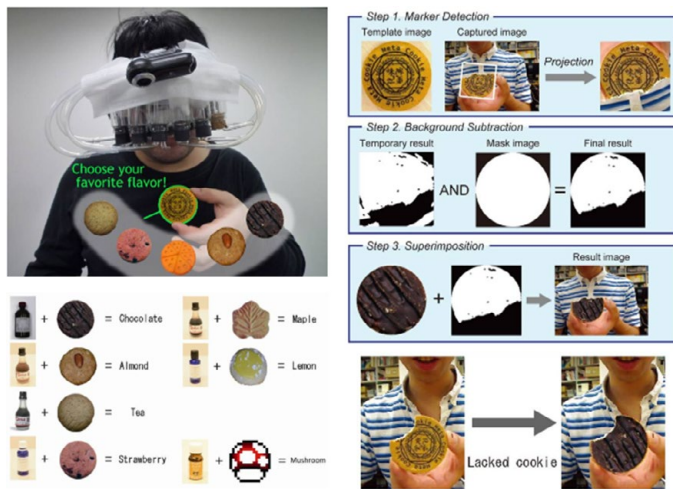 Choose your
favorite flavor!
+ = Chocolate
+ = Maple
+ = Almond
+ = Lemon
+ = Tea
+ = Strawberry
+ = Mushroom
Step 1. Marker Detection
Template image
Captured image
Projection
Meta Cookie
Step 2. Background Subtraction
Temporary result
Mask image
Final result
AND
=
Step 3. Superimposition
Result image
+
Lacked cookie